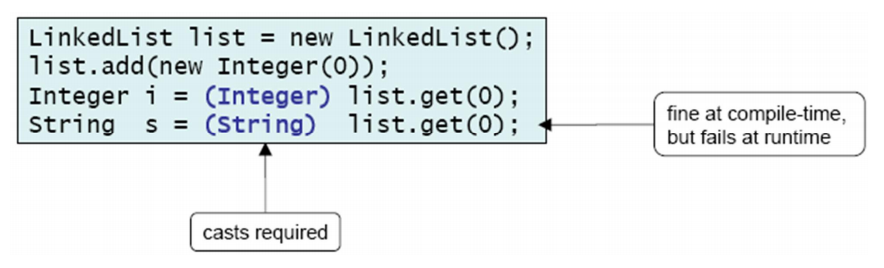 LinkedList list = new LinkedList();
list.add(new Integer(0));
Integer i = (Integer) list.get(0);
String  s = (String)  list.get(0);
fine at compile-time,
but fails at runtime
casts required